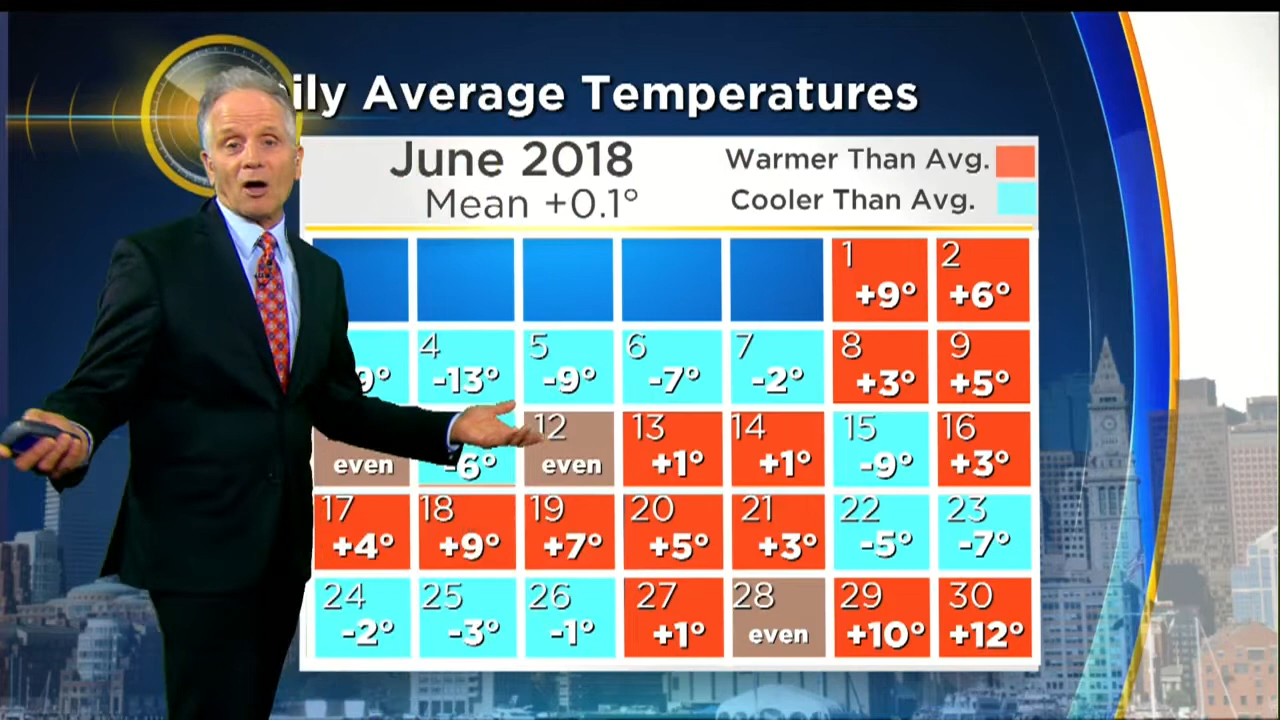 ily Average Temperatures
June 2018
Mean +0.1°
Warmer Than Avg.
Cooler Than Avg.
1 2
+9° +6°
4 5 6 7 8 9
9° -13° -9° -7° -2° +3° +5°
12 13 14 15 16
even -6° even +1° +1° -9° +3°
17 18 19 20 21 22 23
+4° +9° +7° +5° +3° -5° -7°
24 25 26 27 28 29 30
-2° -3° -1° +1° even +10° +12°